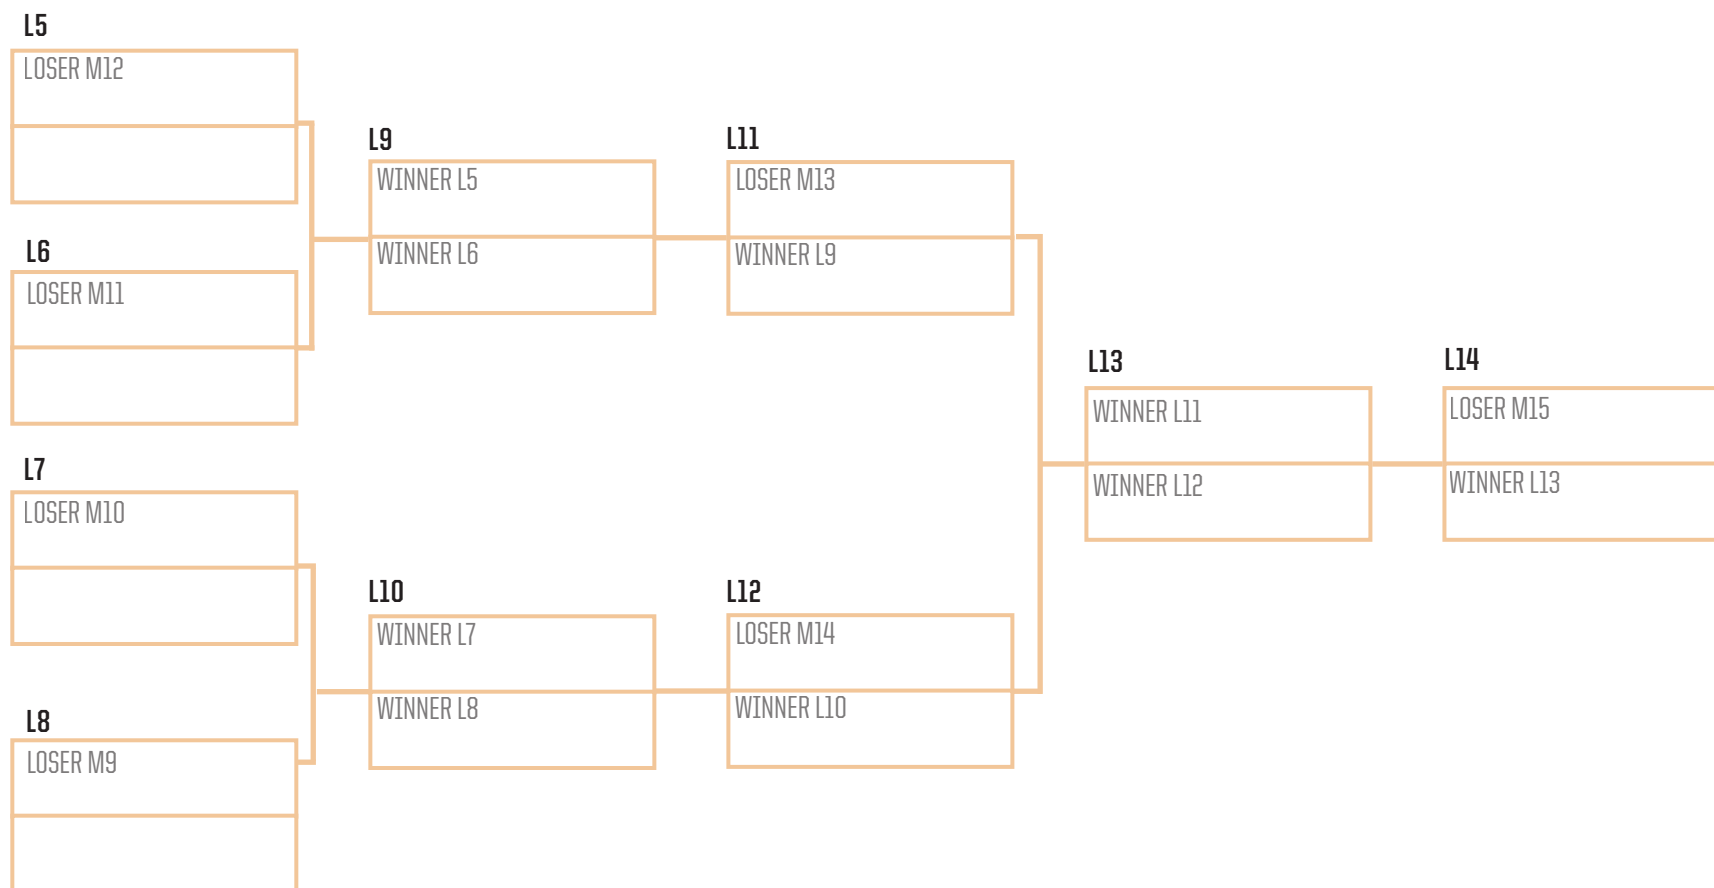 L5
LOSER M12
L6
LOSER M11
L7
LOSER M10
L8
LOSER M9
L9
WINNER L5
WINNER L6
L10
WINNER L7
WINNER L8
L11
LOSER M13
WINNER L9
L12
LOSER M14
WINNER L10
L13
WINNER L11
WINNER L12
L14
LOSER M15
WINNER L13